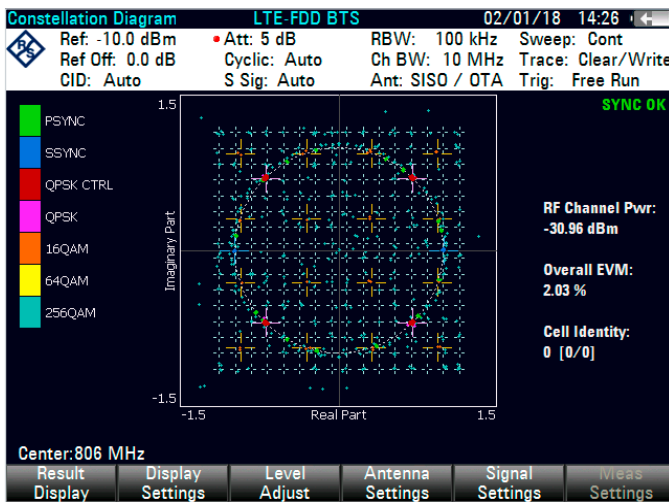 Constellation Diagram LTE-FDD BTS 02/01/18 14:26
R&S
Ref: -10.0 dBm Att: 5 dB RBW: 100 kHz Sweep: Cont
Ref Off: 0.0 dB Cyclic: Auto Ch BW: 10 MHz Trace: Clear/Write
CID: Auto S Sig: Auto Ant: SISO / OTA Trig: Free Run
SYNC OK
PSYNC
SSYNC
QPSK CTRL
QPSK
16QAM
64QAM
256QAM
1.5
Imaginary Part
-1.5
-1.5 Real Part 1.5
RF Channel Pwr:
-30.96 dBm
Overall EVM:
2.03 %
Cell Identity:
0 [0/0]
Center:806 MHz
Result Display Level Antenna Signal Meas
Display Settings Adjust Settings Settings Settings